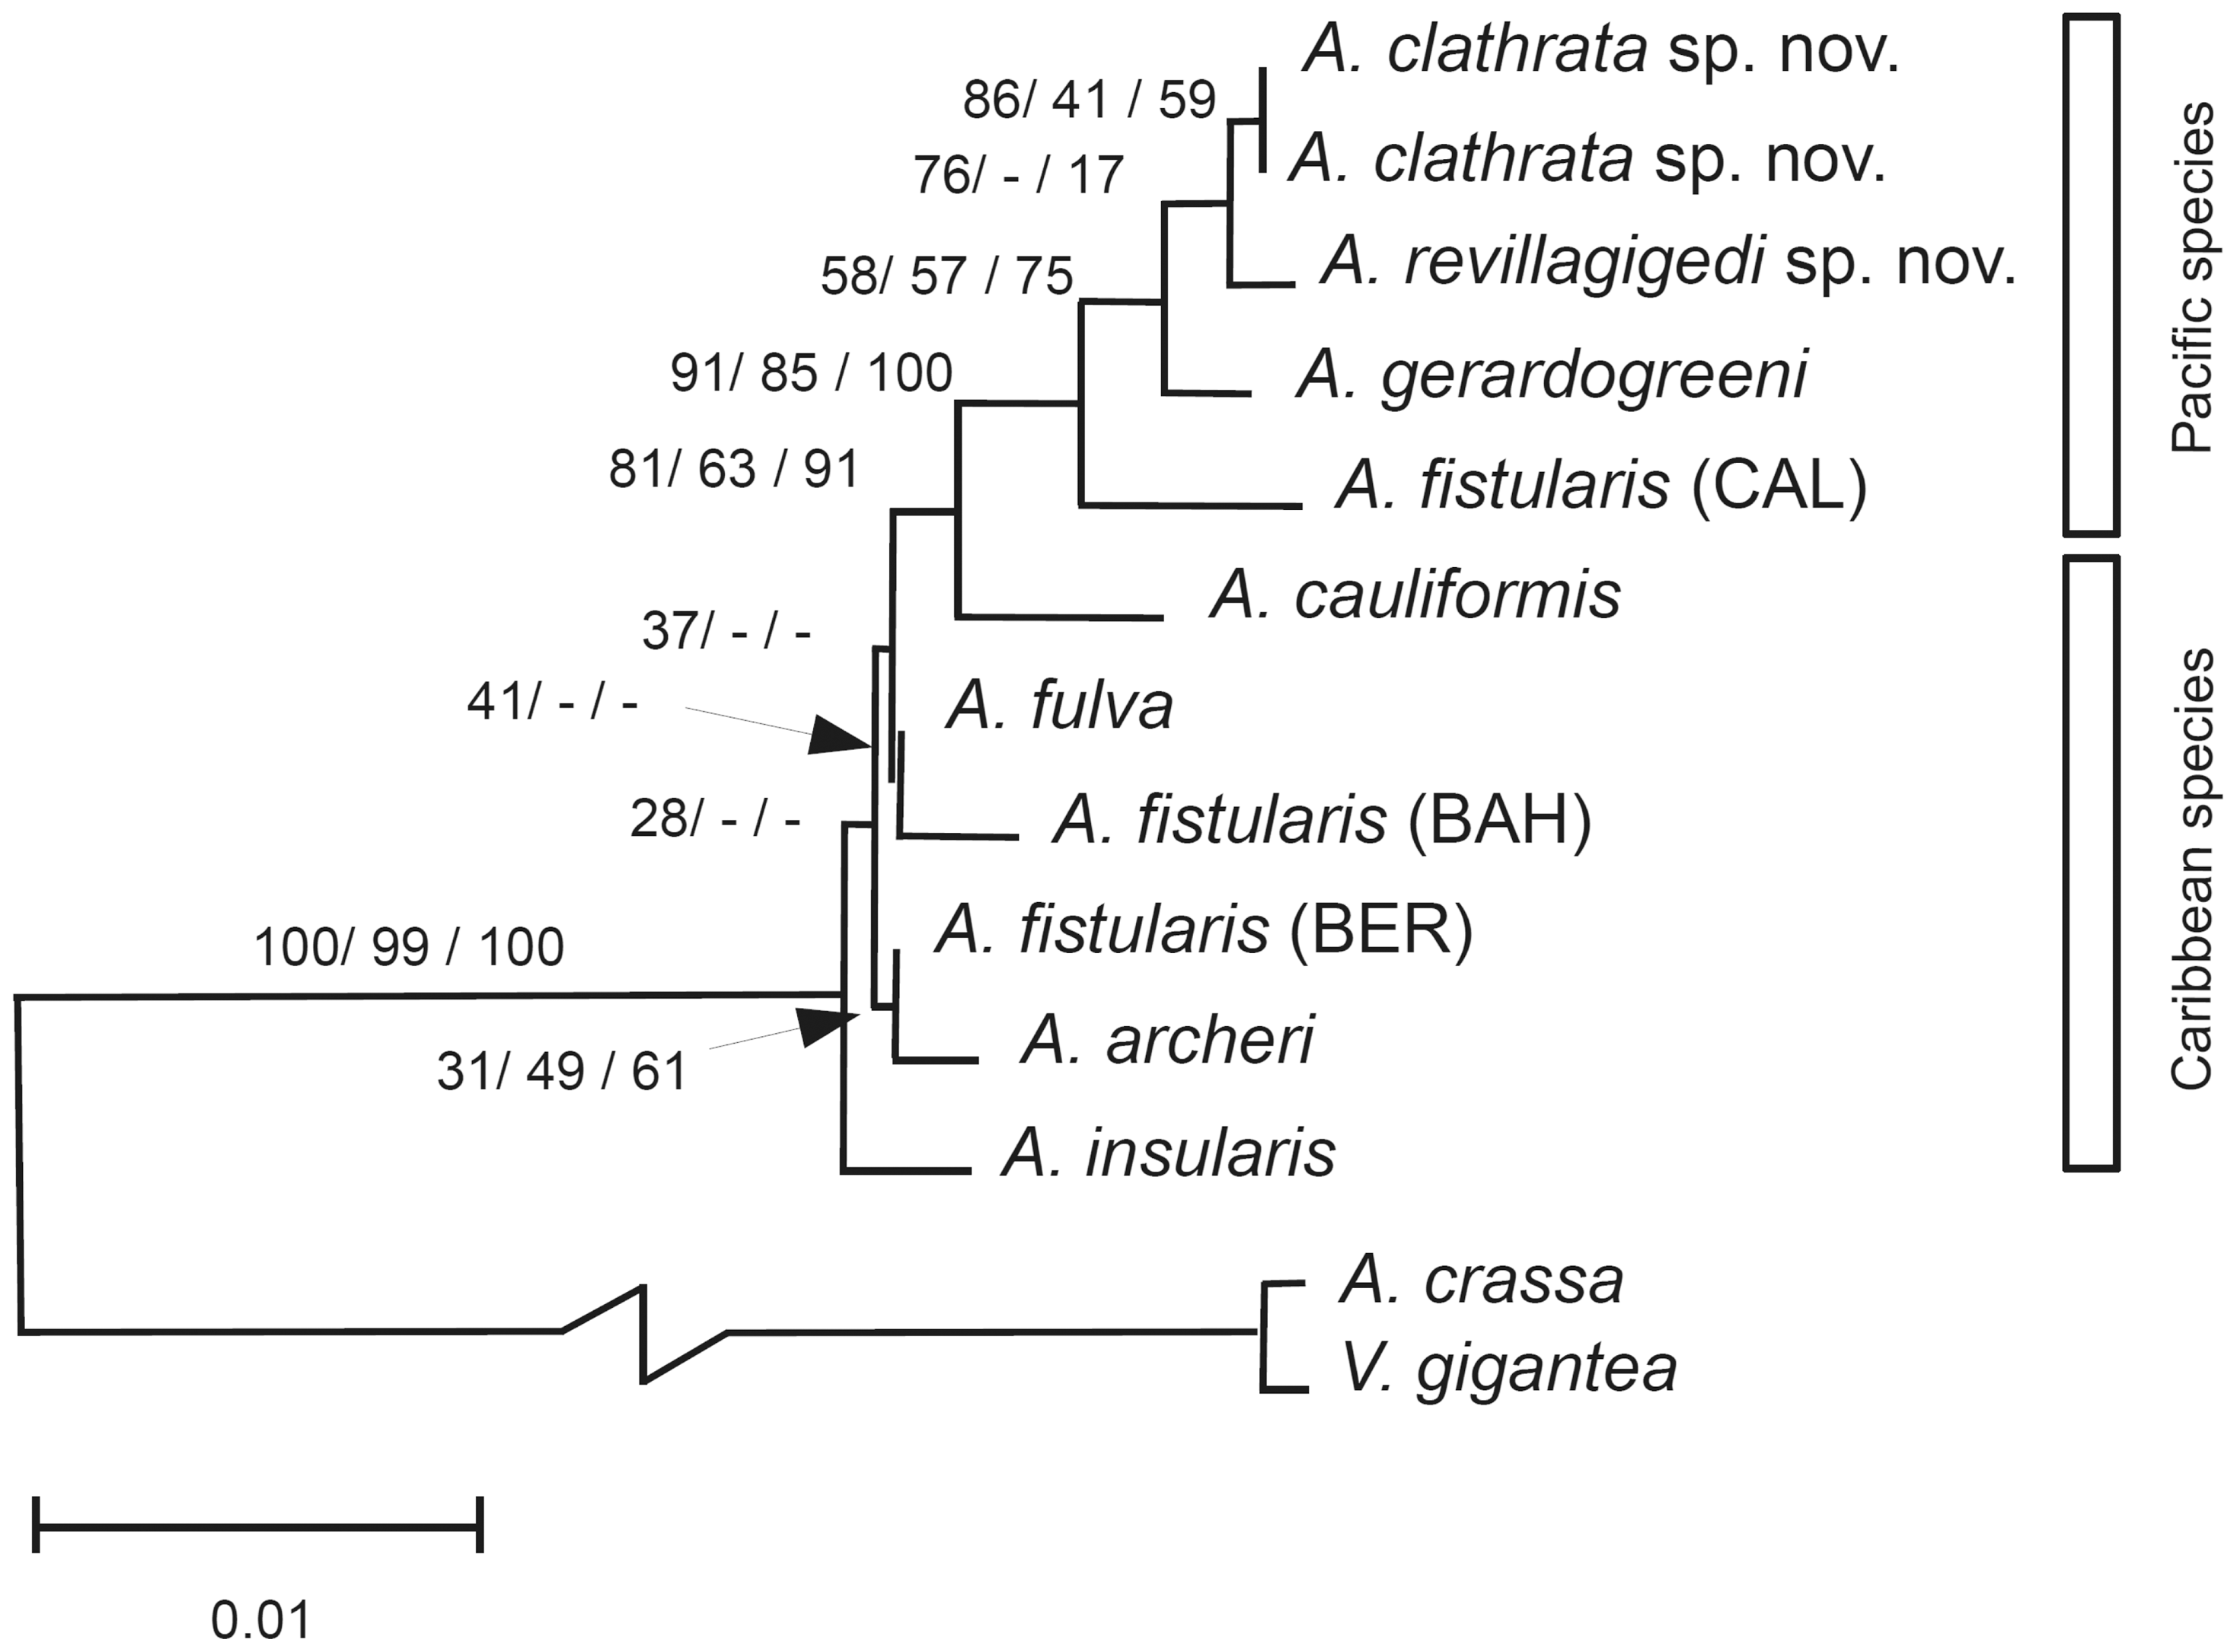 A. clathrata sp. nov.
86/ 41 / 59
A. clathrata sp. nov.
76/ - / 17
A. revillagigedi sp. nov.
58/ 57 / 75
A. gerardogreeni
91/ 85 / 100
A. fistularis (CAL)
81/ 63 / 91
A. cauliformis
37/ - / -
A. fulva
41/ - / -
A. fistularis (BAH)
28/ - / -
A. fistularis (BER)
100/ 99 / 100
A. archeri
31/ 49 / 61
A. insularis
A. crassa
V. gigantea
0.01
Pacific species
Caribbean species